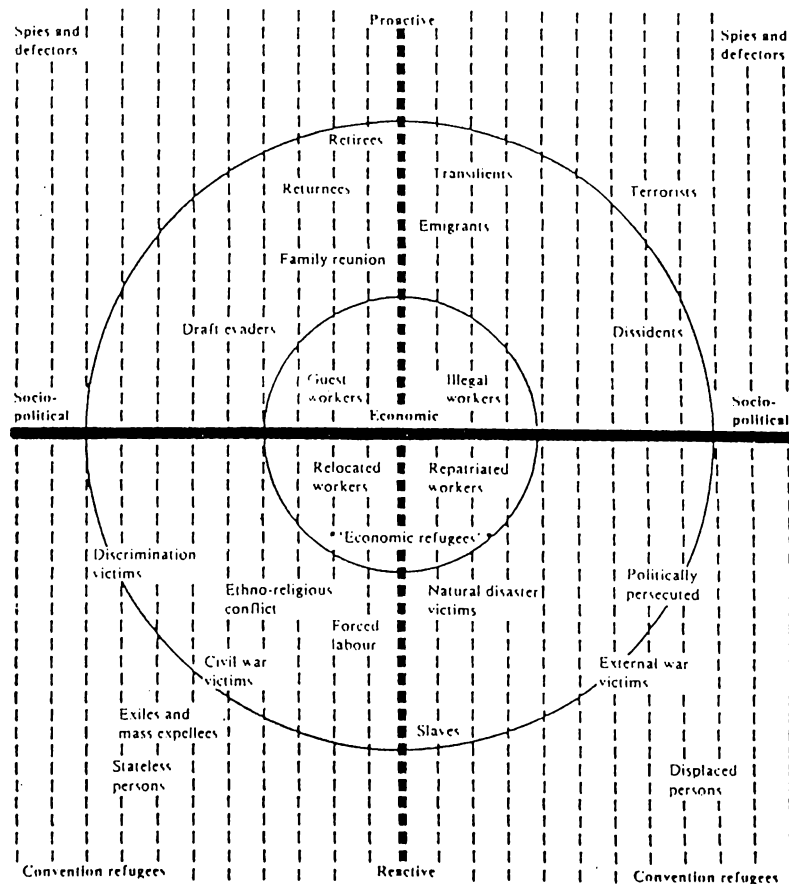 Proactive
Spies and
defectors
Spies and
defectors
Retirees
Transilients
Returnees
Terrorists
Emigrants
Family reunion
Draft evaders
Dissidents
Guest
workers
Illegal
workers
Socio-
political
Economic
Socio-
political
Relocated
workers
Repatriated
workers
"Economic refugees"
Discrimination
victims
Ethno-religious
conflict
Natural disaster
victims
Politically
persecuted
Forced
labour
Civil war
victims
External war
victims
Exiles and
mass expellees
Slaves
Stateless
persons
Displaced
persons
Convention refugees
Reactive
Convention refugees